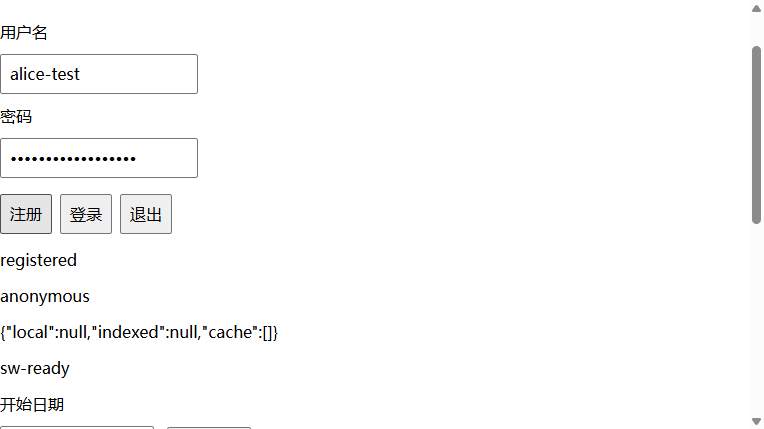 用户名
alice-test
密码
••••••••••••••••••
注册 登录 退出
registered
anonymous
{"local":null,"indexed":null,"cache":[]}
sw-ready
开始日期